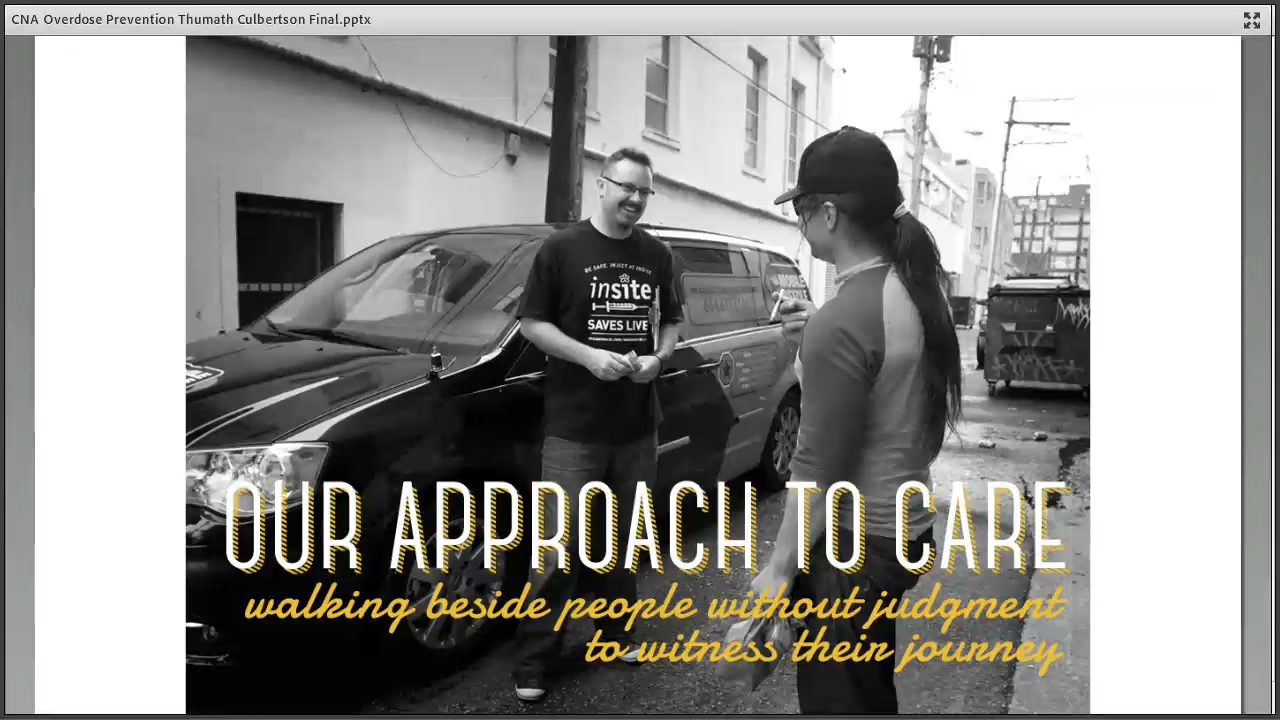 CNA Overdose Prevention Thumath Culbertson Final.pptx
BE SAFE. INJECT AT INSITE
insite
SAVES LIVE
OUR APPROACH TO CARE
walking beside people without judgment
to witness their journey